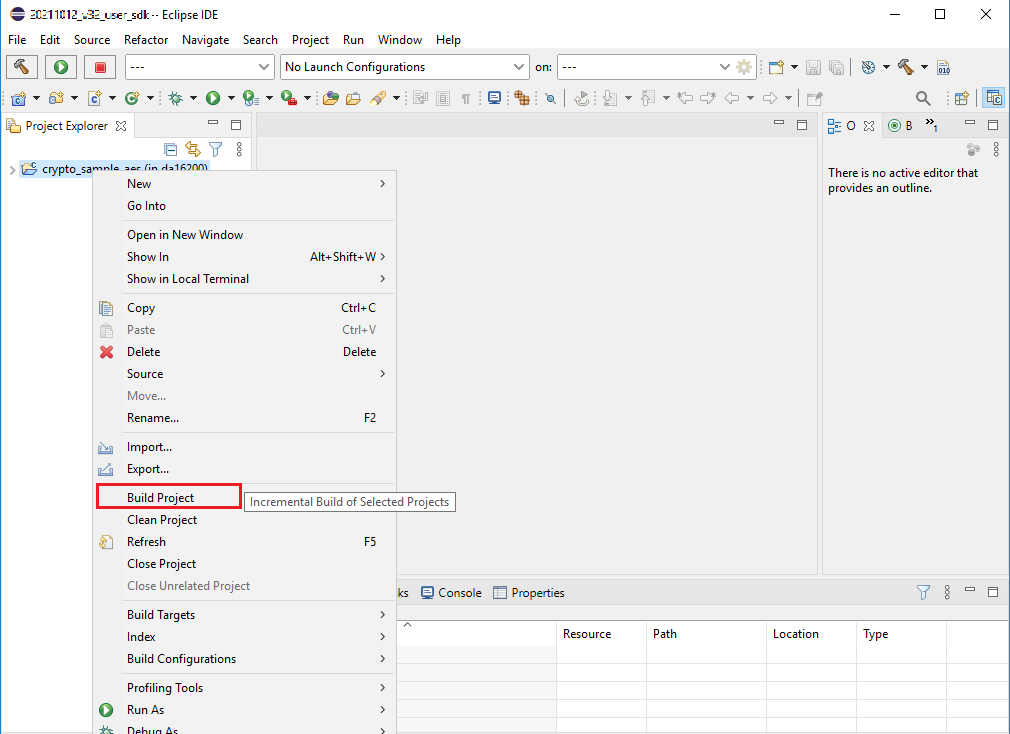 20211012_v32_user_sdk - Eclipse IDE
File Edit Source Refactor Navigate Search Project Run Window Help
--- No Launch Configurations on: ---
010
Project Explorer O B »1
There is no active editor that
provides an outline.
crypto_sample_aes (in da16200)
New
Go Into
Open in New Window
Show In Alt+Shift+W
Show in Local Terminal
Copy Ctrl+C
Paste Ctrl+V
Delete Delete
Source
Move...
Rename... F2
Import...
Export...
Build Project
Incremental Build of Selected Projects
Clean Project
Refresh F5
Close Project
Close Unrelated Project
ks Console Properties
Build Targets
Resource Path Location Type
Index
Build Configurations
Profiling Tools
Run As
Debug As